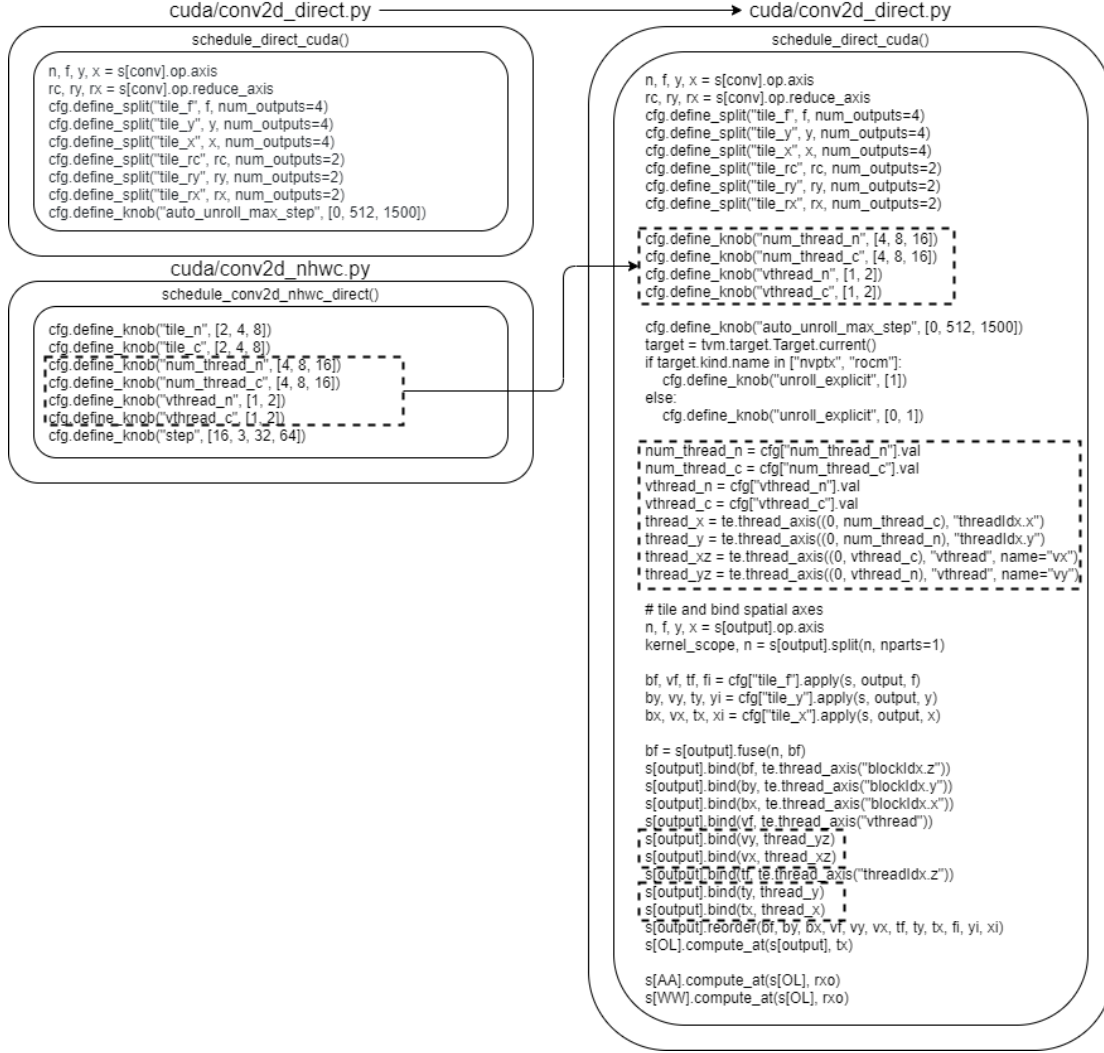 cuda/conv2d_direct.py
schedule_direct_cuda()
n, f, y, x = s[conv].op.axis
rc, ry, rx = s[conv].op.reduce_axis
cfg.define_split("tile_f", f, num_outputs=4)
cfg.define_split("tile_y", y, num_outputs=4)
cfg.define_split("tile_x", x, num_outputs=4)
cfg.define_split("tile_rc", rc, num_outputs=2)
cfg.define_split("tile_ry", ry, num_outputs=2)
cfg.define_split("tile_rx", rx, num_outputs=2)
cfg.define_knob("auto_unroll_max_step", [0, 512, 1500])
cuda/conv2d_nhwc.py
schedule_conv2d_nhwc_direct()
cfg.define_knob("tile_n", [2, 4, 8])
cfg.define_knob("tile_c", [2, 4, 8])
cfg.define_knob("num_thread_n", [4, 8, 16])
cfg.define_knob("num_thread_c", [4, 8, 16])
cfg.define_knob("vthread_n", [1, 2])
cfg.define_knob("vthread_c", [1, 2])
cfg.define_knob("step", [16, 3, 32, 64])
cuda/conv2d_direct.py
schedule_direct_cuda()
n, f, y, x = s[conv].op.axis
rc, ry, rx = s[conv].op.reduce_axis
cfg.define_split("tile_f", f, num_outputs=4)
cfg.define_split("tile_y", y, num_outputs=4)
cfg.define_split("tile_x", x, num_outputs=4)
cfg.define_split("tile_rc", rc, num_outputs=2)
cfg.define_split("tile_ry", ry, num_outputs=2)
cfg.define_split("tile_rx", rx, num_outputs=2)
cfg.define_knob("num_thread_n", [4, 8, 16])
cfg.define_knob("num_thread_c", [4, 8, 16])
cfg.define_knob("vthread_n", [1, 2])
cfg.define_knob("vthread_c", [1, 2])
cfg.define_knob("auto_unroll_max_step", [0, 512, 1500])
target = tvm.target.Target.current()
if target.kind.name in ["nvptx", "rocm"]:
cfg.define_knob("unroll_explicit", [1])
else:
cfg.define_knob("unroll_explicit", [0, 1])
num_thread_n = cfg["num_thread_n"].val
num_thread_c = cfg["num_thread_c"].val
vthread_n = cfg["vthread_n"].val
vthread_c = cfg["vthread_c"].val
thread_x = te.thread_axis((0, num_thread_c), "threadIdx.x")
thread_y = te.thread_axis((0, num_thread_n), "threadIdx.y")
thread_xz = te.thread_axis((0, vthread_c), "vthread", name="vx")
thread_yz = te.thread_axis((0, vthread_n), "vthread", name="vy")
# tile and bind spatial axes
n, f, y, x = s[output].op.axis
kernel_scope, n = s[output].split(n, nparts=1)
bf, vf, tf, fi = cfg["tile_f"].apply(s, output, f)
by, vy, ty, yi = cfg["tile_y"].apply(s, output, y)
bx, vx, tx, xi = cfg["tile_x"].apply(s, output, x)
bf = s[output].fuse(n, bf)
s[output].bind(bf, te.thread_axis("blockIdx.z"))
s[output].bind(by, te.thread_axis("blockIdx.y"))
s[output].bind(bx, te.thread_axis("blockIdx.x"))
s[output].bind(vf, te.thread_axis("vthread"))
s[output].bind(vy, thread_yz)
s[output].bind(vx, thread_xz)
s[output].bind(tf, te.thread_axis("threadIdx.z"))
s[output].bind(ty, thread_y)
s[output].bind(tx, thread_x)
s[output].reorder(bf, by, bx, vf, vy, vx, tf, ty, tx, fi, yi, xi)
s[OL].compute_at(s[output], tx)
s[AA].compute_at(s[OL], rxo)
s[WW].compute_at(s[OL], rxo)